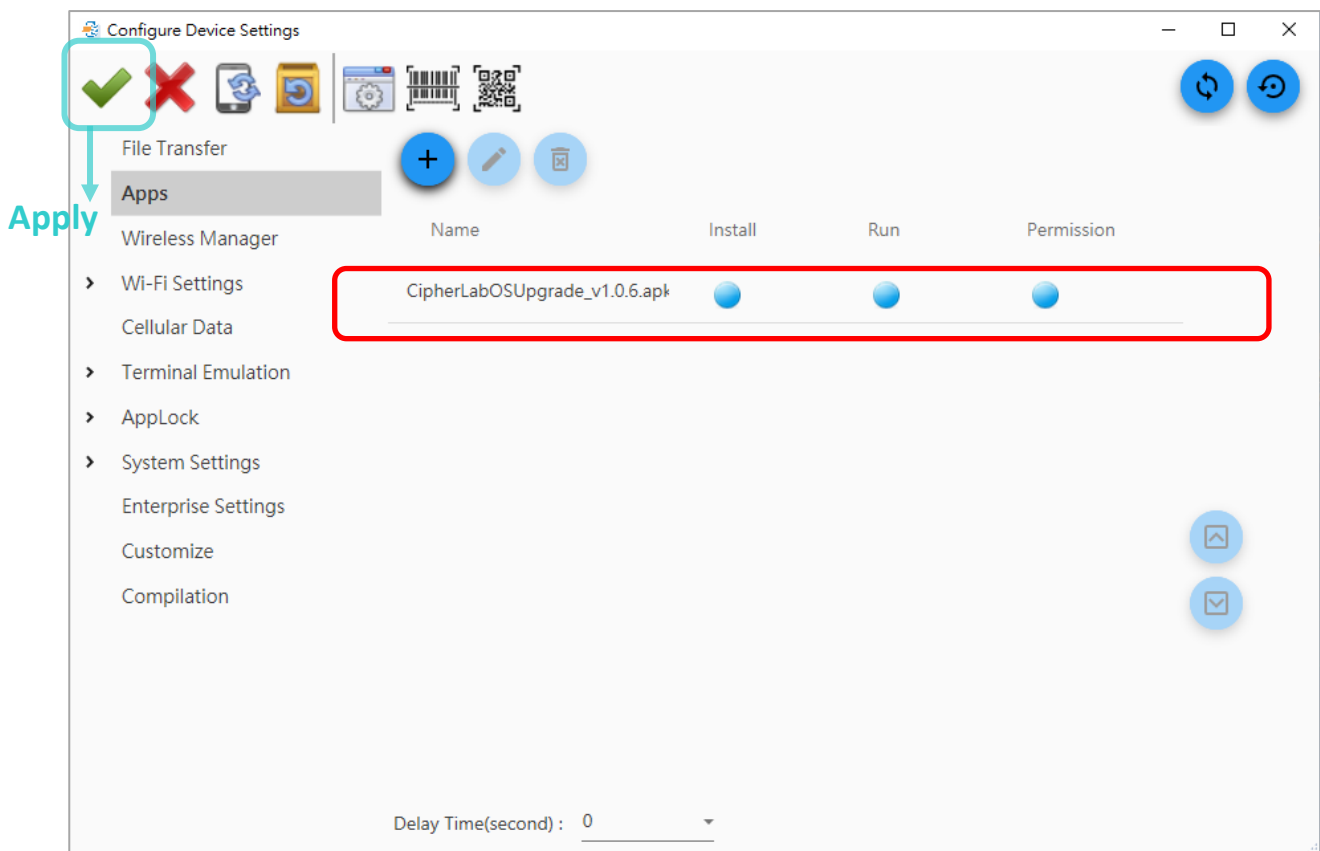 Configure Device Settings
Apply
File Transfer
Apps
Wireless Manager
Wi-Fi Settings
Cellular Data
Terminal Emulation
AppLock
System Settings
Enterprise Settings
Customize
Compilation
Name Install Run Permission
CipherLabOSUpgrade_v1.0.6.apk
Delay Time(second) : 0